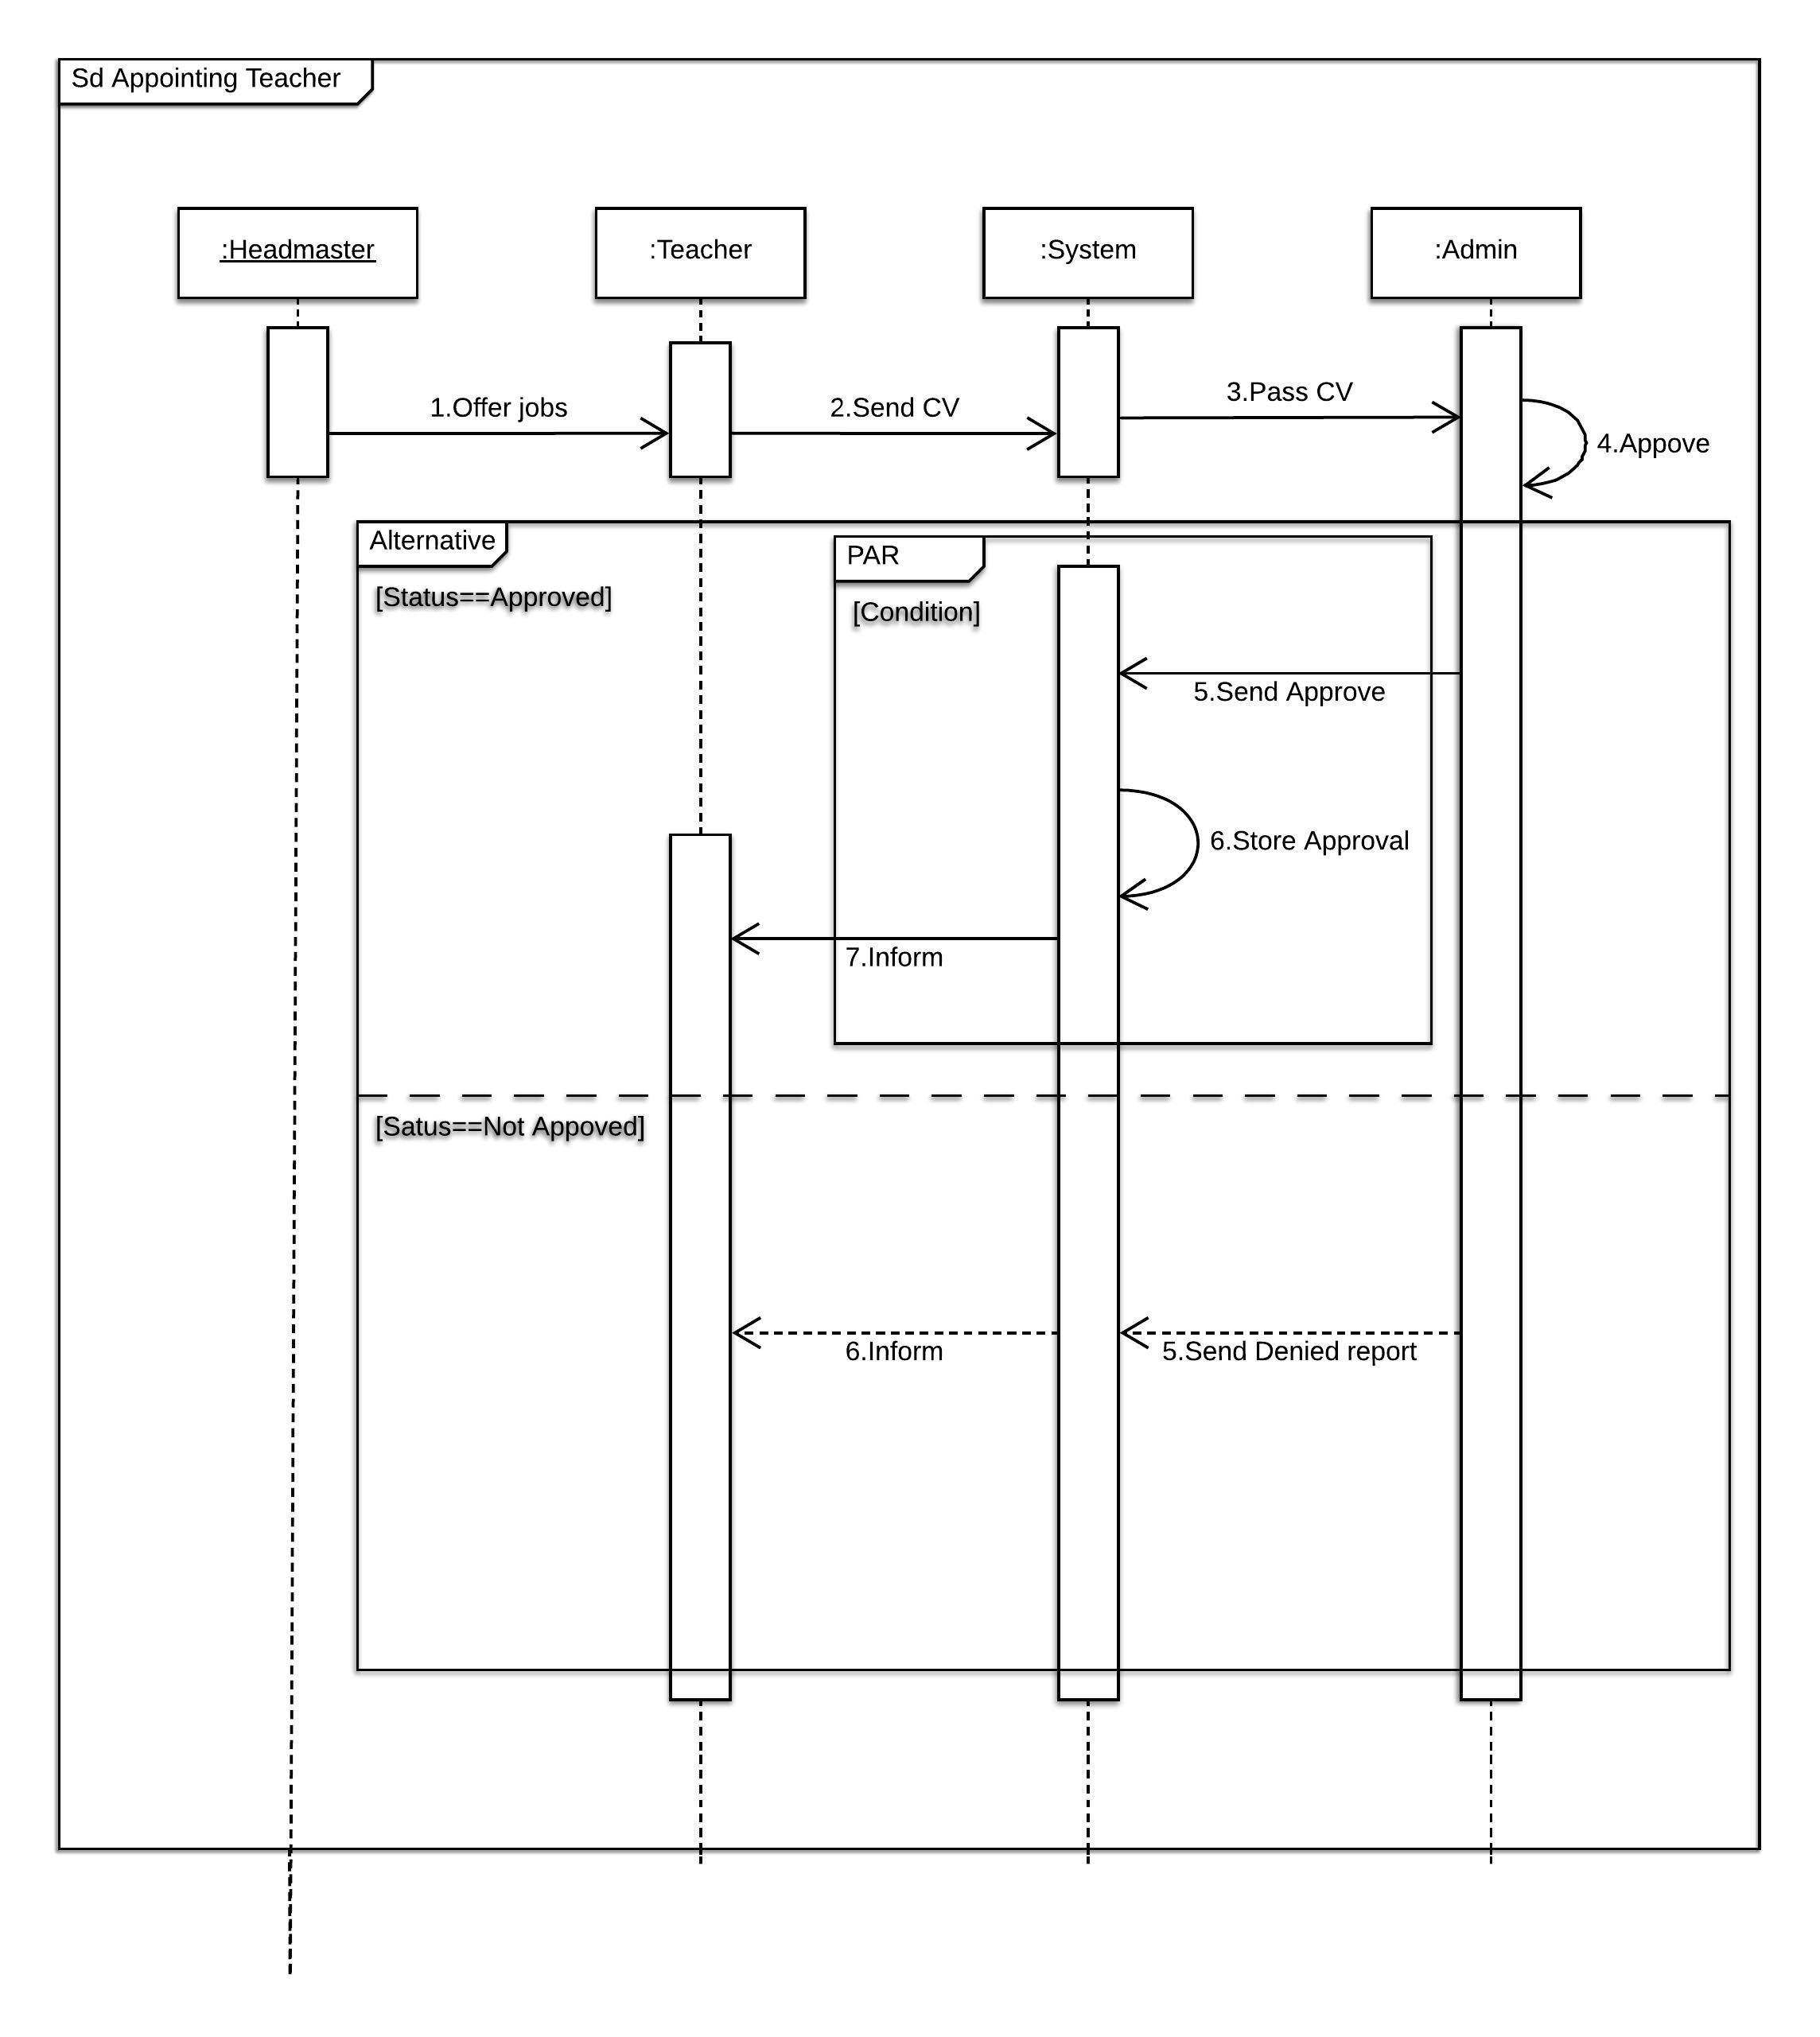 Sd Appointing Teacher
:Headmaster
:Teacher
:System
:Admin
1.Offer jobs
2.Send CV
3.Pass CV
4.Appove
Alternative
[Status==Approved]
PAR
[Condition]
5.Send Approve
6.Store Approval
7.Inform
[Satus==Not Appoved]
6.Inform
5.Send Denied report